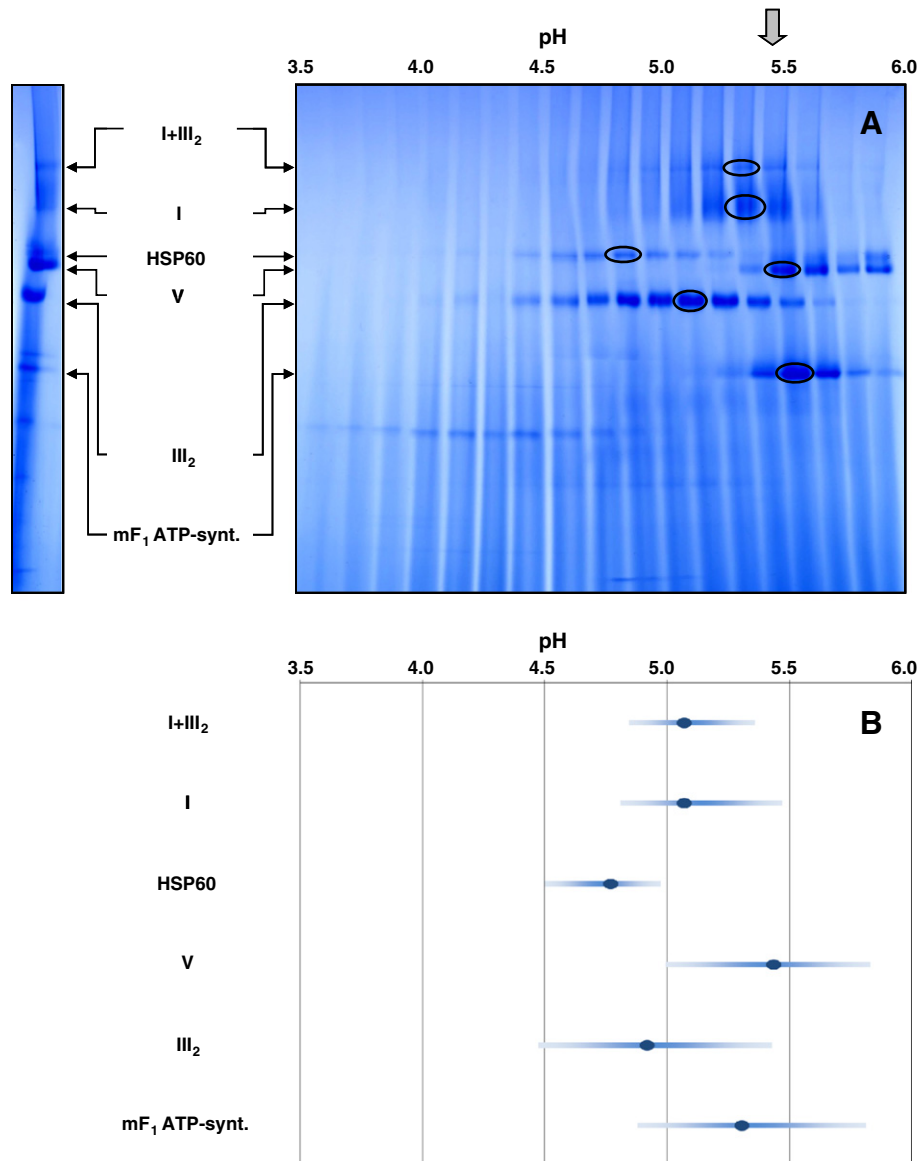 pH
3.5 4.0 4.5 5.0 5.5 6.0
A
I+III₂
I
HSP60
V
III₂
mF₁ ATP-synt.
pH
3.5 4.0 4.5 5.0 5.5 6.0
B
I+III₂
I
HSP60
V
III₂
mF₁ ATP-synt.